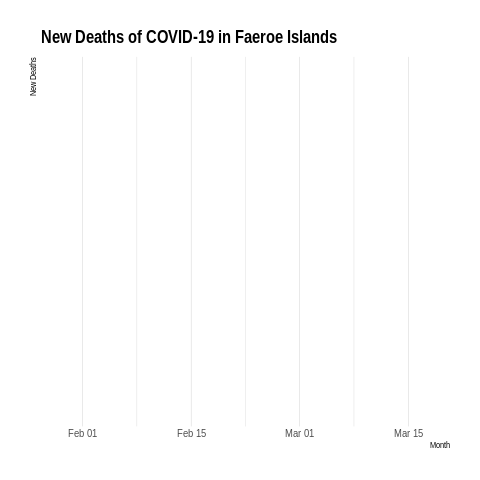 New Deaths of COVID-19 in Faeroe Islands
New Deaths
Feb 01
Feb 15
Mar 01
Mar 15
Month